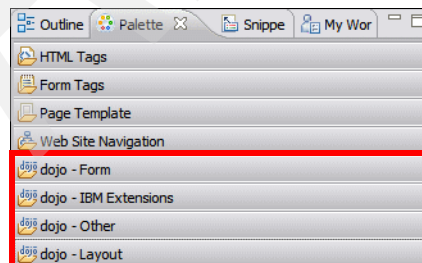 Outline Palette Snippe My Wor
HTML Tags
Form Tags
Page Template
Web Site Navigation
dojo - Form
dojo - IBM Extensions
dojo - Other
dojo - Layout